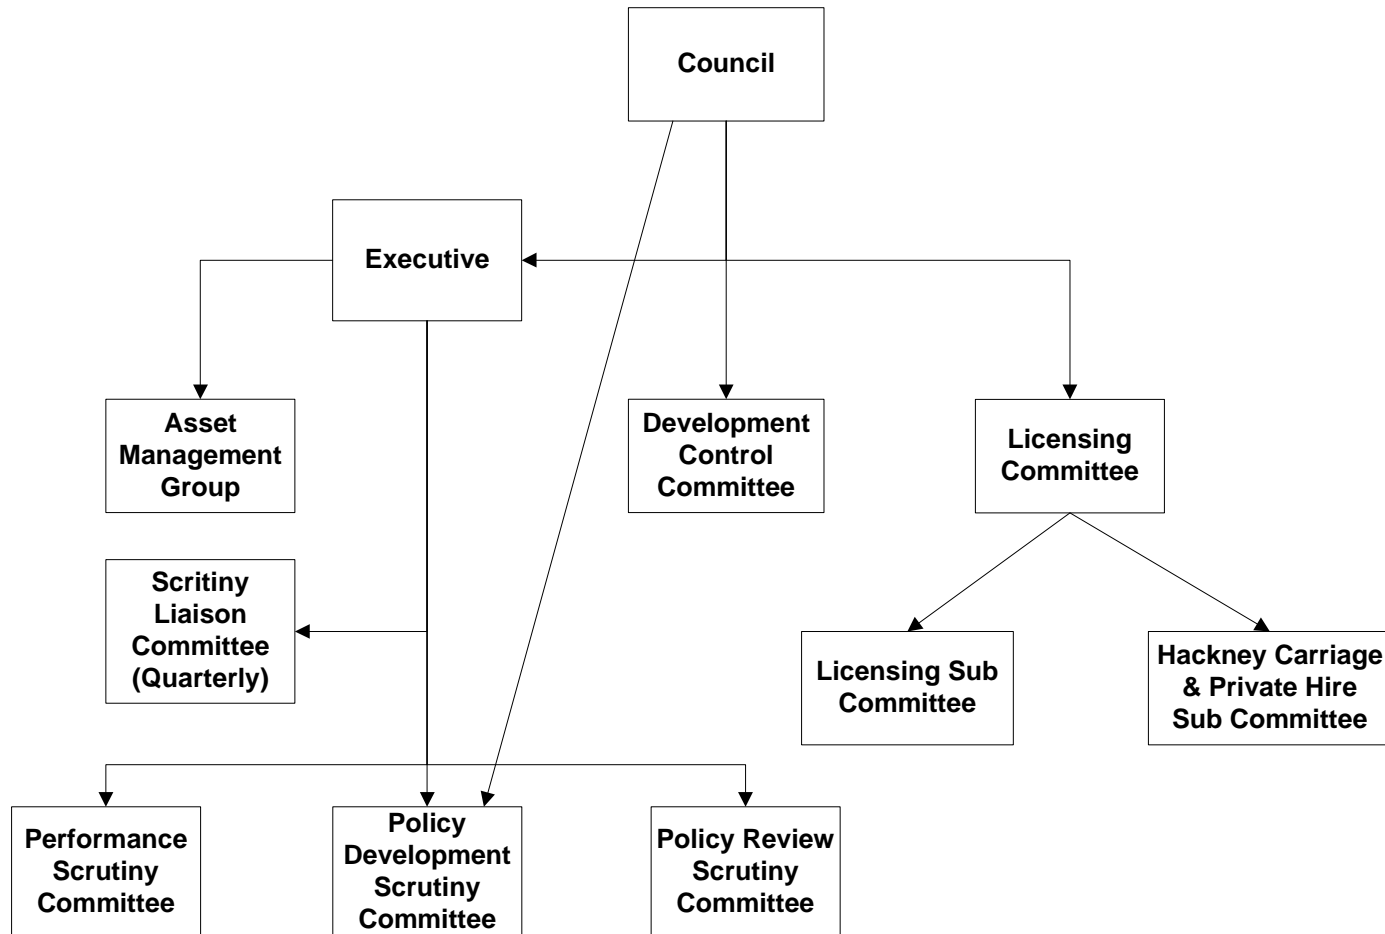 Council
Executive
Asset
Management
Group
Development
Control
Committee
Licensing
Committee
Scritiny
Liaison
Committee
(Quarterly)
Licensing Sub
Committee
Hackney Carriage
& Private Hire
Sub Committee
Performance
Scrutiny
Committee
Policy
Development
Scrutiny
Committee
Policy Review
Scrutiny
Committee